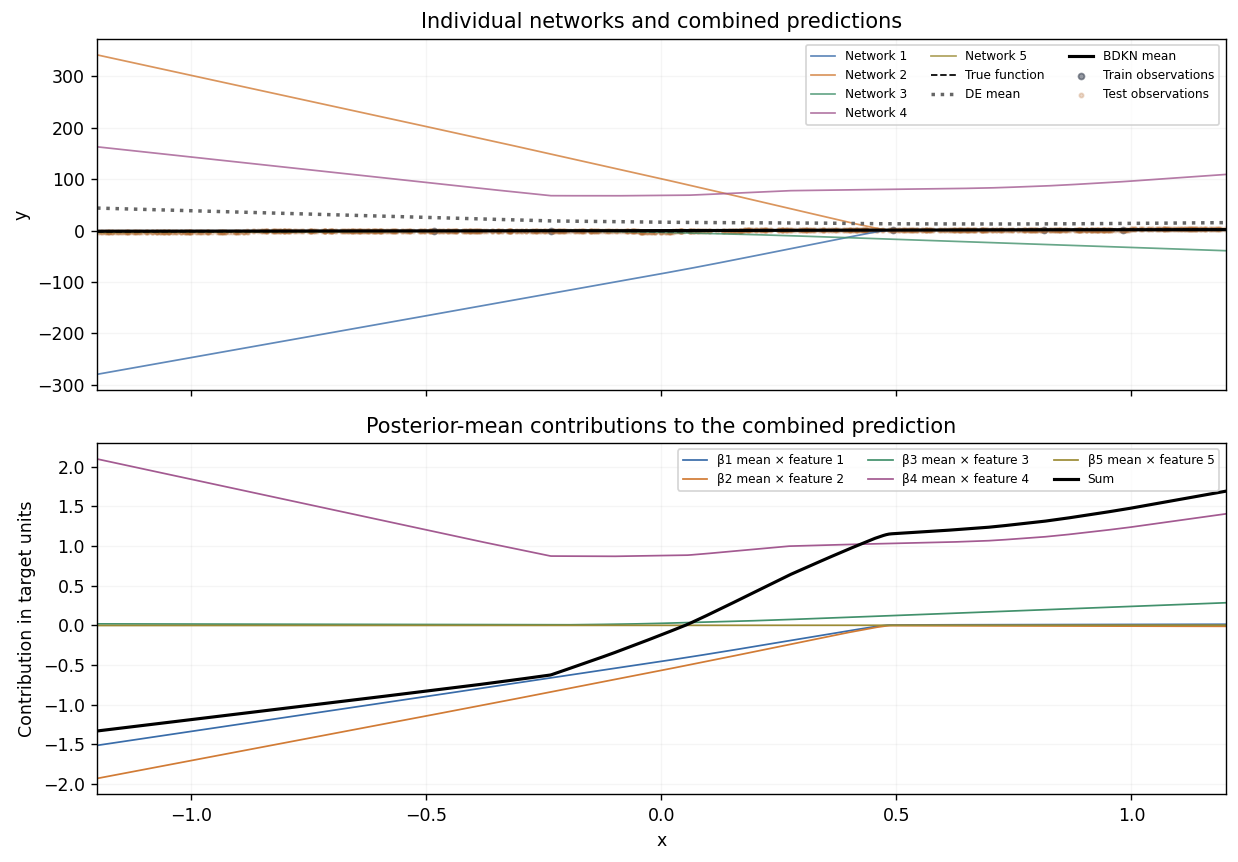 Individual networks and combined predictions
y
300
200
100
0
−100
−200
−300
Network 1
Network 2
Network 3
Network 4
Network 5
True function
DE mean
BDKN mean
Train observations
Test observations
Posterior-mean contributions to the combined prediction
Contribution in target units
2.0
1.5
1.0
0.5
0.0
−0.5
−1.0
−1.5
−2.0
β1 mean × feature 1
β2 mean × feature 2
β3 mean × feature 3
β4 mean × feature 4
β5 mean × feature 5
Sum
−1.0 −0.5 0.0 0.5 1.0
x